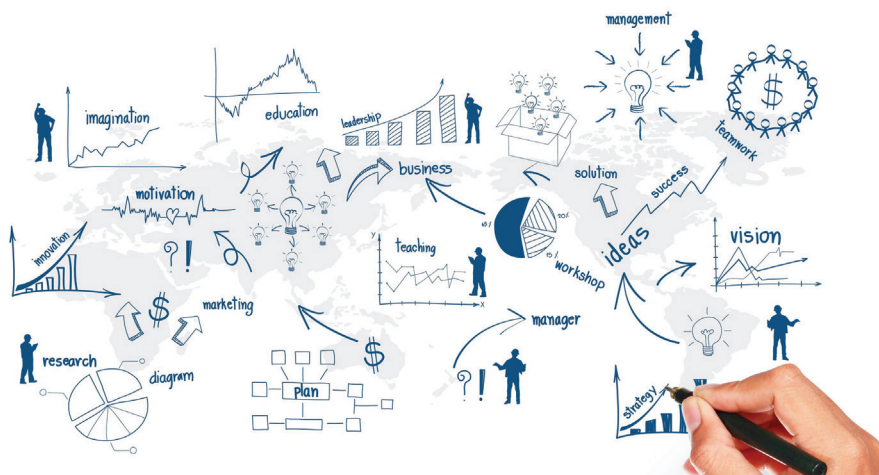 management
imagination
education
leadership
teamwork
business
solution
success
motivation
innovation
? !
teaching
Y
X
20%
workshop
ideas
vision
$
marketing
$
manager
research
diagram
plan
$
? !
strategy